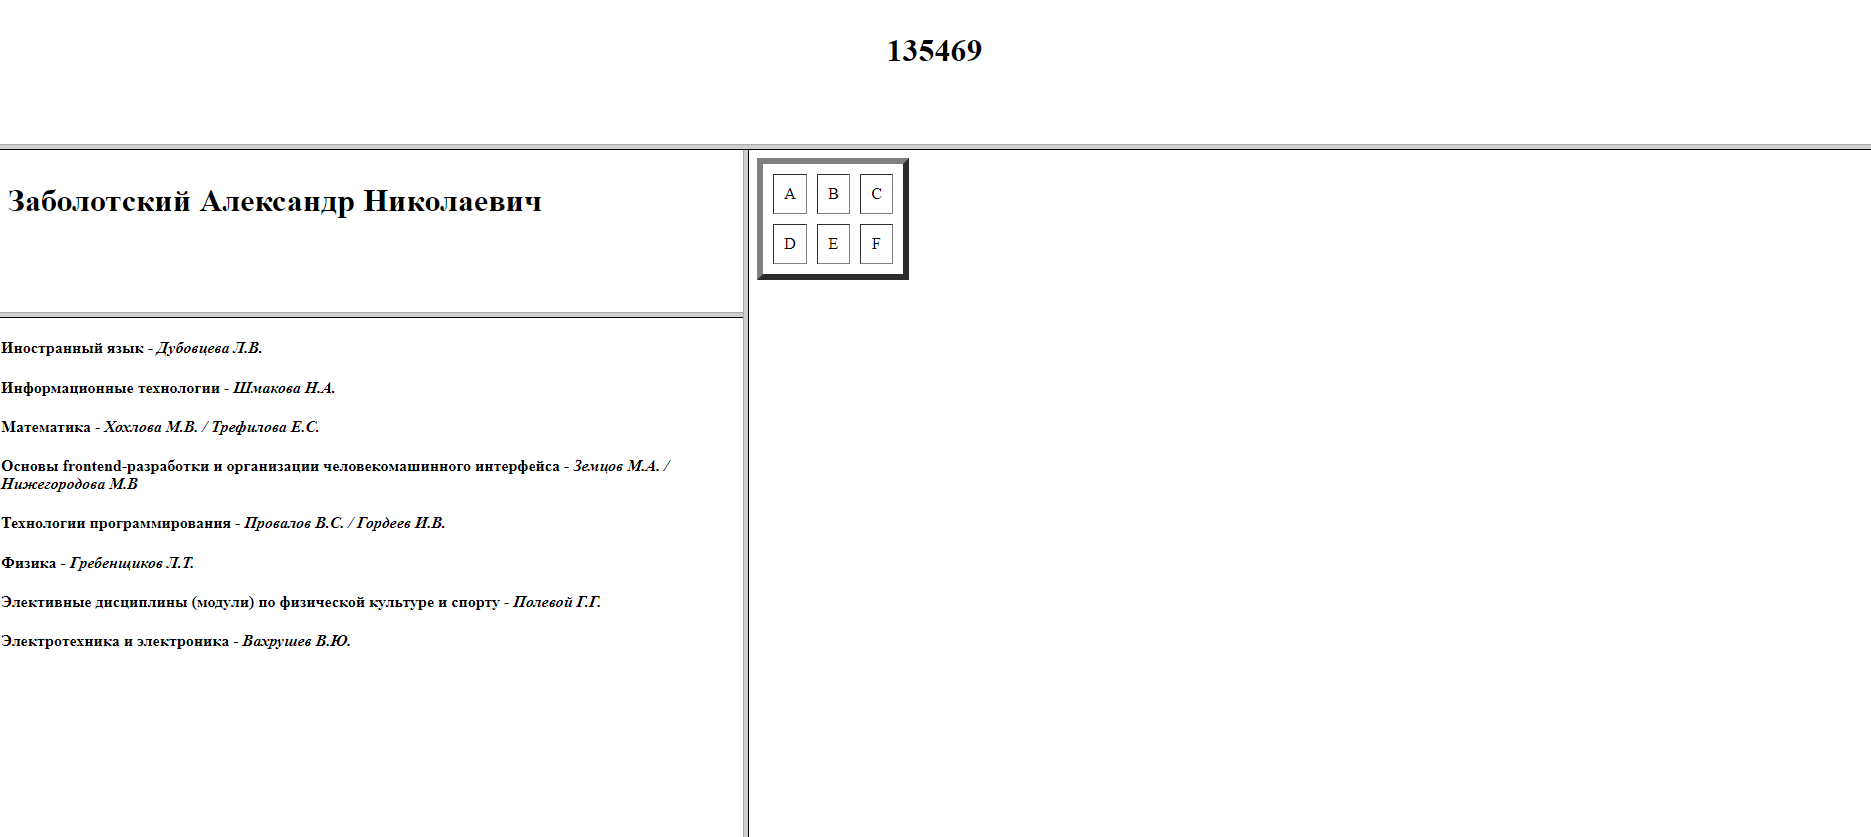 135469
Заболотский Александр Николаевич
Иностранный язык - Дубовцева Л.В.
Информационные технологии - Шмакова Н.А.
Математика - Хохлова М.В. / Трефилова Е.С.
Основы frontend-разработки и организации человекомашинного интерфейса - Земцов М.А. /
Нижегородова М.В
Технологии программирования - Провалов В.С. / Гордеев И.В.
Физика - Гребенщиков Л.Т.
Элективные дисциплины (модули) по физической культуре и спорту - Полевой Г.Г.
Электротехника и электроника - Вахрушев В.Ю.
A B C
D E F